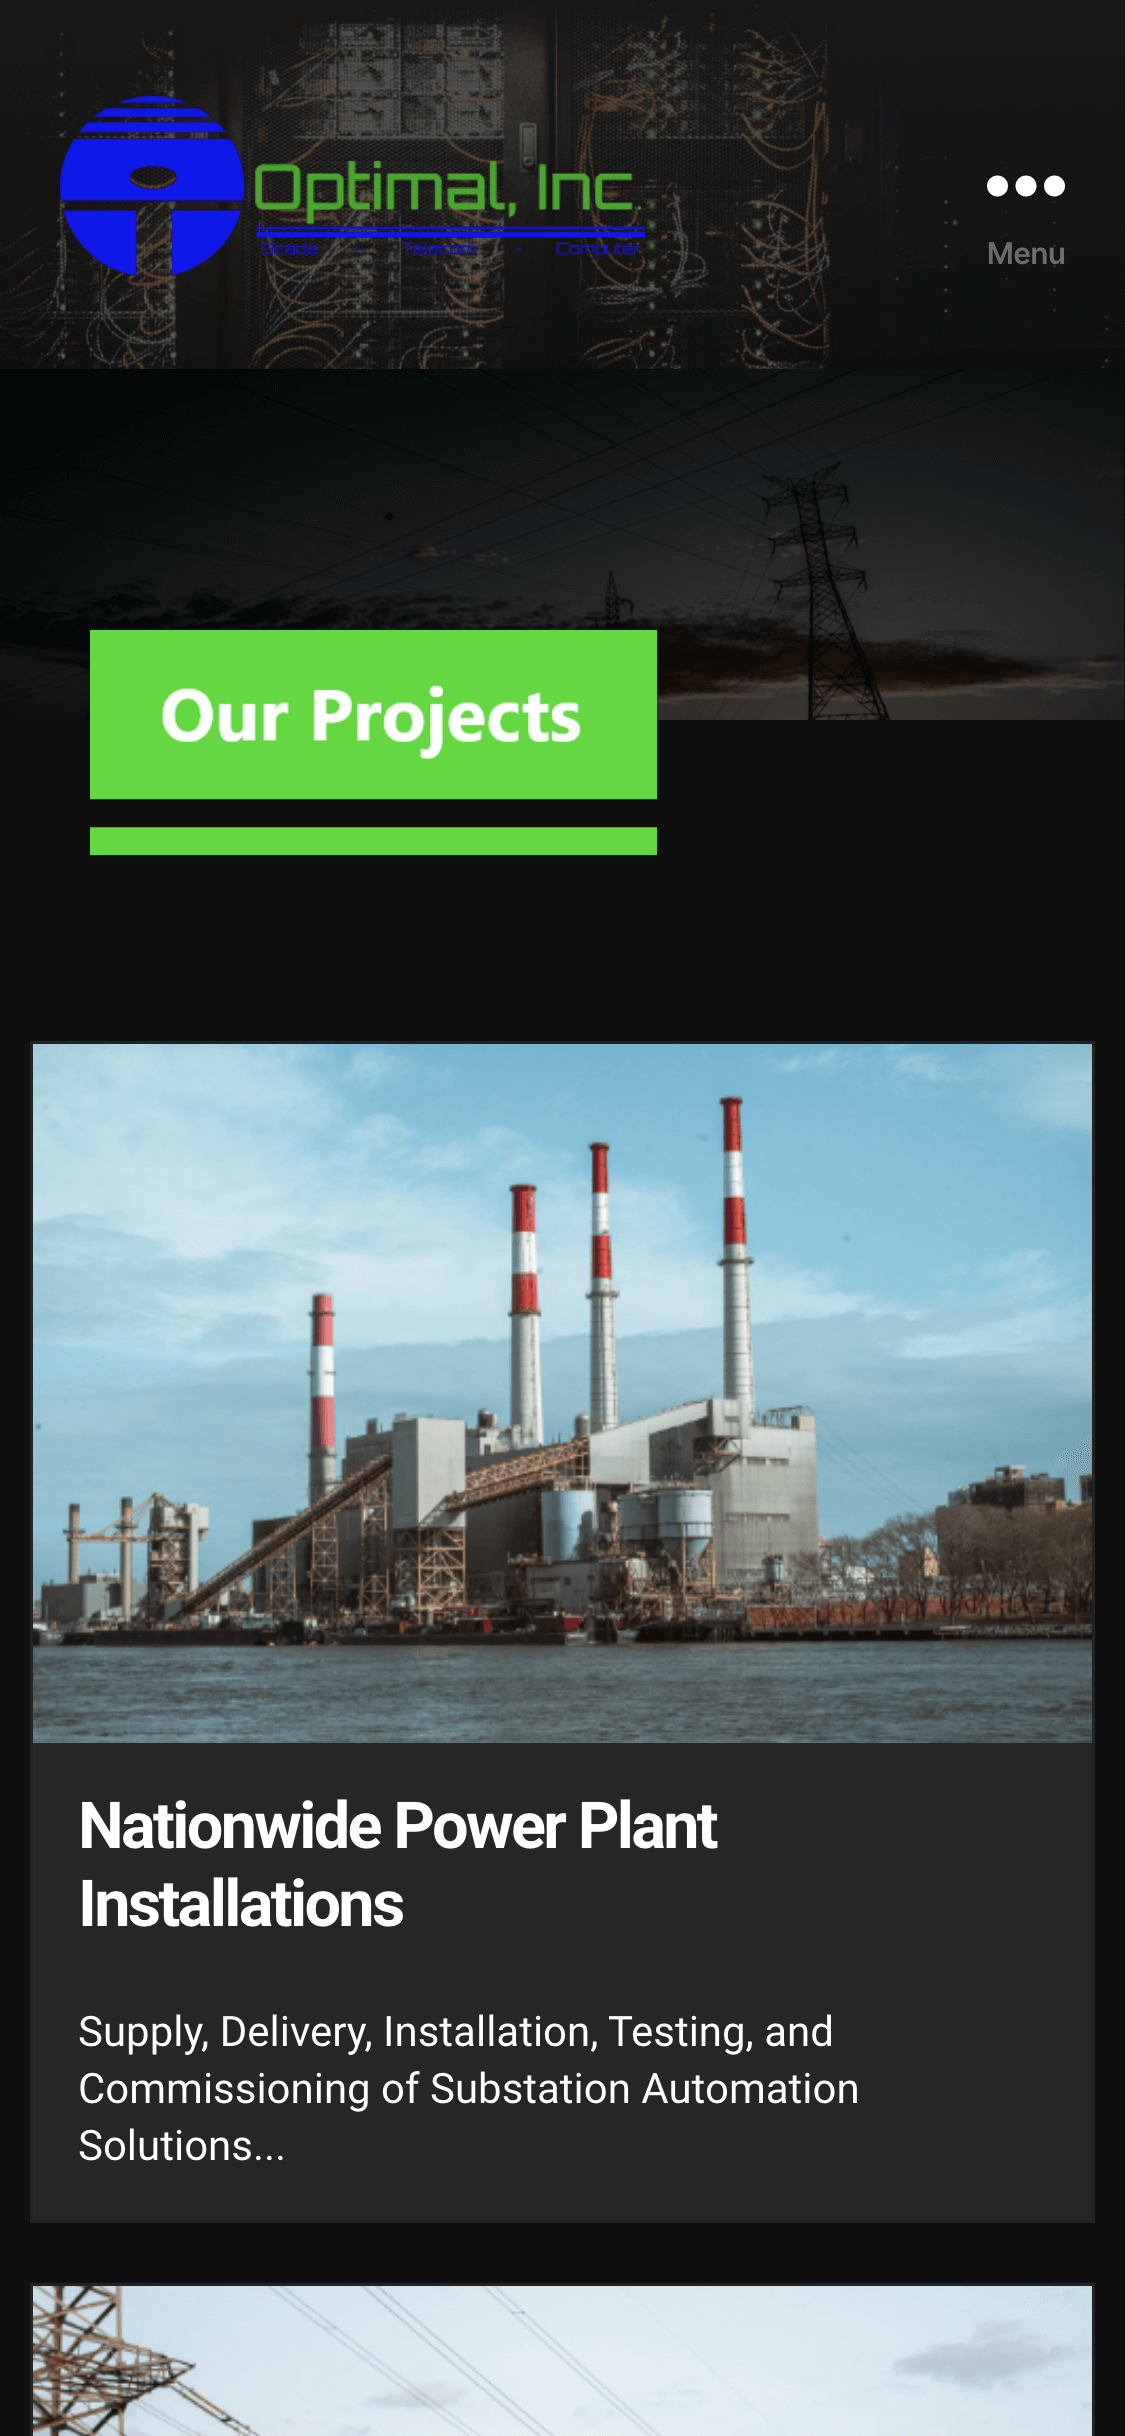 Optimal, Inc.
Scada - Telecom - Computer
Menu
Our Projects
Nationwide Power Plant
Installations
Supply, Delivery, Installation, Testing, and
Commissioning of Substation Automation
Solutions...